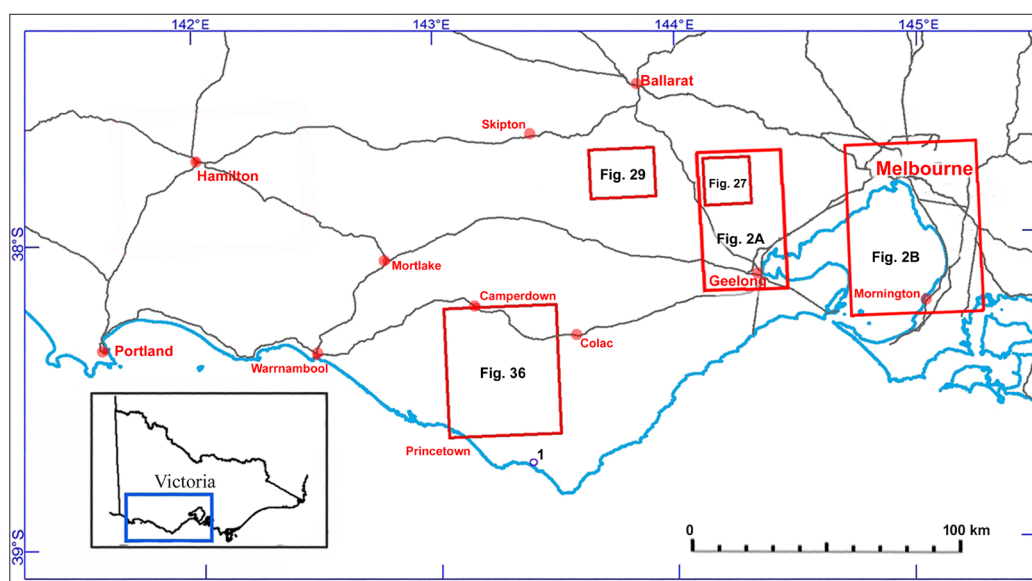 142°E
143°E
144°E
145°E
Ballarat
Skipton
Hamilton
Fig. 29
Fig. 27
Melbourne
Fig. 2A
38°S
Mortlake
Geelong
Fig. 2B
Mornington
Camperdown
Colac
Portland
Warrnambool
Fig. 36
Princetown
1
Victoria
39°S
0
100 km